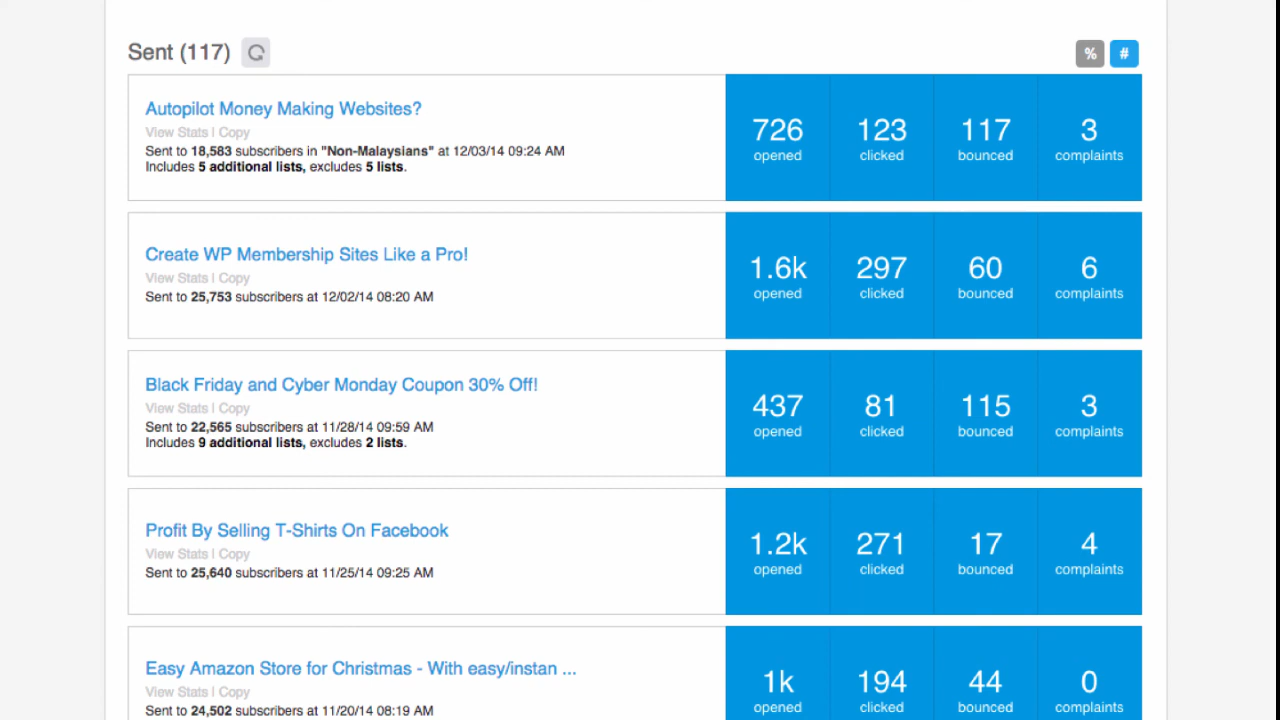 Sent (117)
% #
Autopilot Money Making Websites?
View Stats | Copy
Sent to 18,583 subscribers in "Non-Malaysians" at 12/03/14 09:24 AM
Includes 5 additional lists, excludes 5 lists.
726 123 117 3
opened clicked bounced complaints
Create WP Membership Sites Like a Pro!
View Stats | Copy
Sent to 25,753 subscribers at 12/02/14 08:20 AM
1.6k 297 60 6
opened clicked bounced complaints
Black Friday and Cyber Monday Coupon 30% Off!
View Stats | Copy
Sent to 22,565 subscribers at 11/28/14 09:59 AM
Includes 9 additional lists, excludes 2 lists.
437 81 115 3
opened clicked bounced complaints
Profit By Selling T-Shirts On Facebook
View Stats | Copy
Sent to 25,640 subscribers at 11/25/14 09:25 AM
1.2k 271 17 4
opened clicked bounced complaints
Easy Amazon Store for Christmas - With easy/instan ...
View Stats | Copy
Sent to 24,502 subscribers at 11/20/14 08:19 AM
1k 194 44 0
opened clicked bounced complaints